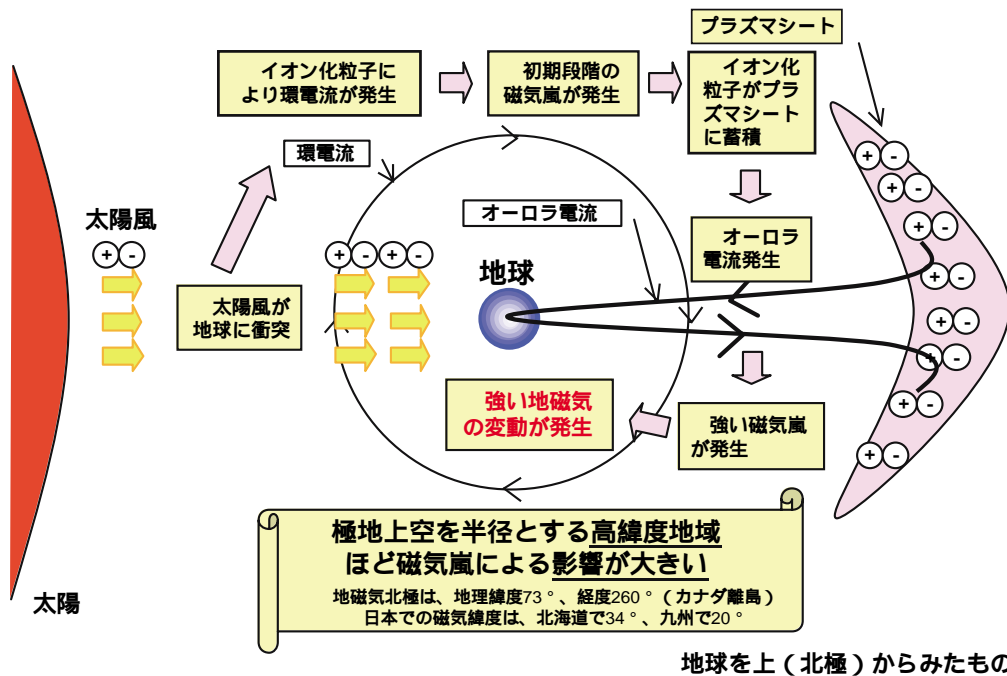 プラズマシート
イオン化粒子に
より環電流が発生
初期段階の
磁気嵐が発生
イオン化
粒子がプラ
ズマシート
に蓄積
環電流
太陽風
+ -
太陽風が
地球に衝突
+ - + -
オーロラ電流
地球
オーロラ
電流発生
+ -
+ -
+ -
+ -
+ -
+ -
+ -
+ -
強い地磁気
の変動が発生
強い磁気嵐
が発生
極地上空を半径とする高緯度地域
ほど磁気嵐による影響が大きい
地磁気北極は、地理緯度73°、経度260°(カナダ離島)
日本での磁気緯度は、北海道で34°、九州で20°
太陽
地球を上(北極)からみたもの